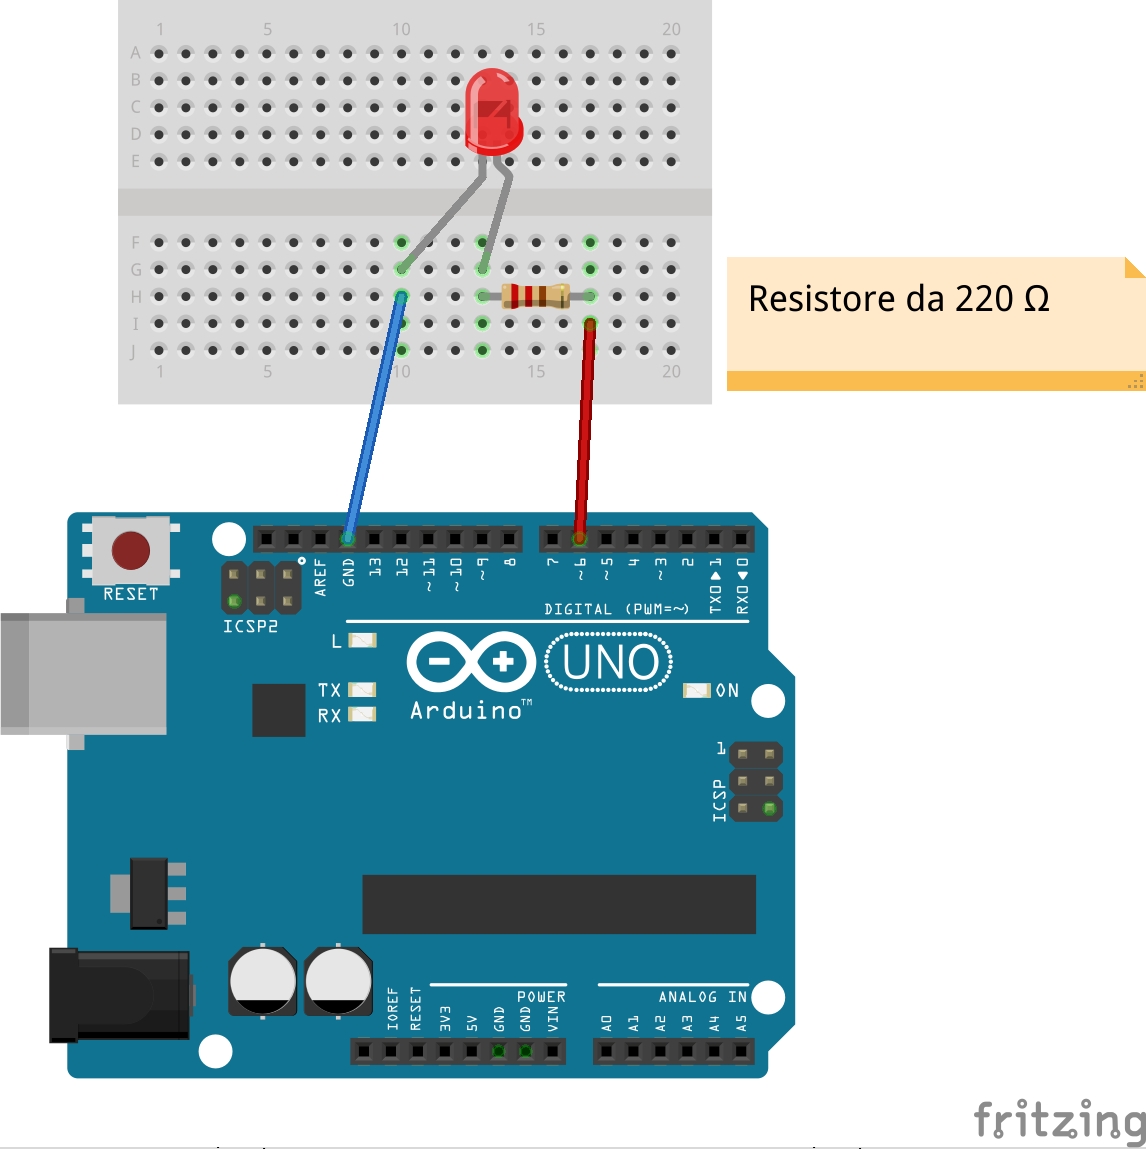 1 5 10 15 20
A
B
C
D
E
F
G
H
I
J
1 5 10 15 20
Resistore da 220 Ω
RESET
ICSP2
AREF
GND
13
12
~11
~10
~9
8
7
~6
~5
4
~3
2
TX0▶1
RX0◀0
DIGITAL (PWM=~)
L
TX
RX
UNO
Arduino™
ON
1
ICSP
IOREF
RESET
3V3
5V
GND
GND
VIN
POWER
A0
A1
A2
A3
A4
A5
ANALOG IN
fritzing